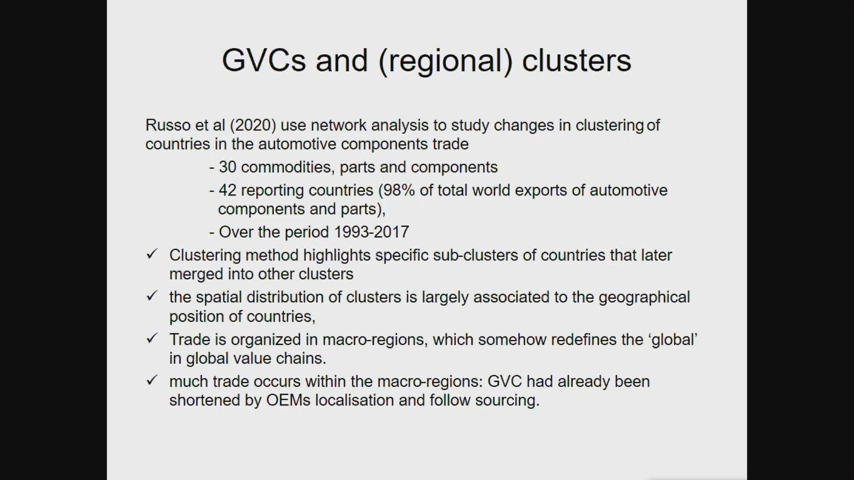 GVCs and (regional) clusters
Russo et al (2020) use network analysis to study changes in clustering of
countries in the automotive components trade
- 30 commodities, parts and components
- 42 reporting countries (98% of total world exports of automotive
components and parts),
- Over the period 1993-2017
✓ Clustering method highlights specific sub-clusters of countries that later
merged into other clusters
✓ the spatial distribution of clusters is largely associated to the geographical
position of countries,
✓ Trade is organized in macro-regions, which somehow redefines the ‘global’
in global value chains.
✓ much trade occurs within the macro-regions: GVC had already been
shortened by OEMs localisation and follow sourcing.